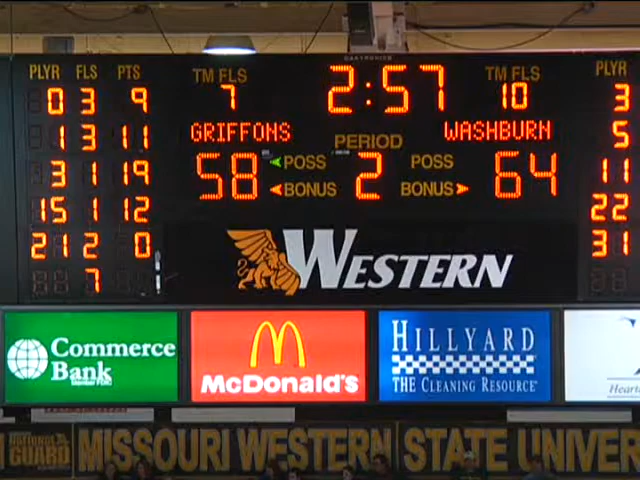 PLYR FLS PTS TM FLS 2:57 TM FLS PLYR
0 3 9 7 10 3
1 3 11 GRIFFONS PERIOD WASHBURN 5
3 1 19 58 POSS 2 POSS 64 11
15 1 12 BONUS BONUS 22
21 2 0 31
7
WESTERN
Commerce Bank McDonald's HILLYARD
THE CLEANING RESOURCE
NATIONAL GUARD MISSOURI WESTERN STATE